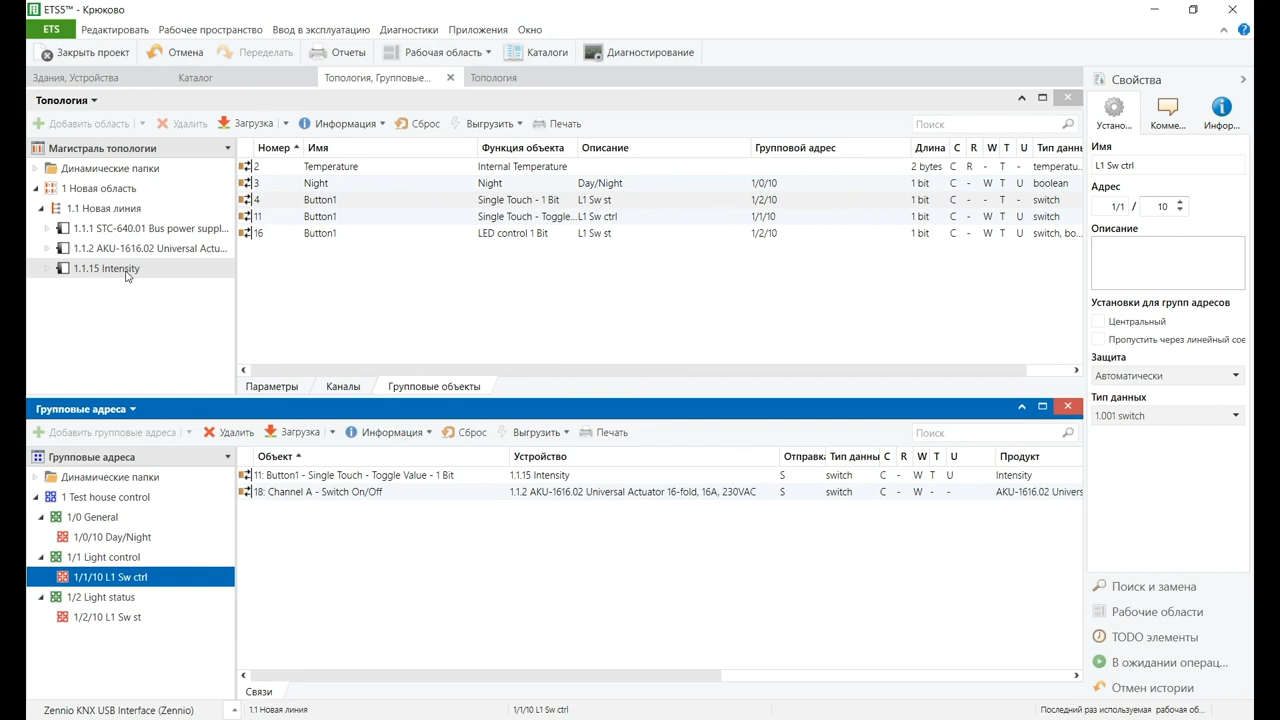 ETS5™ - Крюково
ETS Редактировать Рабочее пространство Ввод в эксплуатацию Диагностики Приложения Окно
Закрыть проект Отмена Переделать Отчеты Рабочая область Каталоги Диагностирование
Здания, Устройства Каталог Топология, Групповые... Топология
Топология
Добавить область Удалить Загрузка Информация Сброс Выгрузить Печать Поиск
Магистраль топологии
Динамические папки
1 Новая область
1.1 Новая линия
1.1.1 STC-640.01 Bus power suppl...
1.1.2 AKU-1616.02 Universal Actu...
1.1.15 Intensity
Номер Имя Функция объекта Описание Групповой адрес Длина C R W T U Тип данны
2 Temperature Internal Temperature 2 bytes C R - T - temperatu...
3 Night Night Day/Night 1/0/10 1 bit C - W T U boolean
4 Button1 Single Touch - 1 Bit L1 Sw st 1/2/10 1 bit C - - T - switch
11 Button1 Single Touch - Toggle... L1 Sw ctrl 1/1/10 1 bit C - W T U switch
16 Button1 LED control 1 Bit L1 Sw st 1/2/10 1 bit C - W T U switch, bo...
Параметры Каналы Групповые объекты
Групповые адреса
Добавить групповые адреса Удалить Загрузка Информация Сброс Выгрузить Печать Поиск
Групповые адреса
Динамические папки
1 Test house control
1/0 General
1/0/10 Day/Night
1/1 Light control
1/1/10 L1 Sw ctrl
1/2 Light status
1/2/10 L1 Sw st
Объект Устройство Отправка Тип данны C R W T U Продукт
11: Button1 - Single Touch - Toggle Value - 1 Bit 1.1.15 Intensity S switch C - W T U Intensity
18: Channel A - Switch On/Off 1.1.2 AKU-1616.02 Universal Actuator 16-fold, 16A, 230VAC S switch C - W - - AKU-1616.02 Univers
Связи
Свойства
Устано... Комме... Инфор...
Имя
L1 Sw ctrl
Адрес
1/1 / 10
Описание
Установки для групп адресов
Центральный
Пропустить через линейный сое
Защита
Автоматически
Тип данных
1.001 switch
Поиск и замена
Рабочие области
TODO элементы
В ожидании операц...
Отмен истории
Zennio KNX USB Interface (Zennio) 1.1 Новая линия 1/1/10 L1 Sw ctrl Последний раз используемая рабочая об...